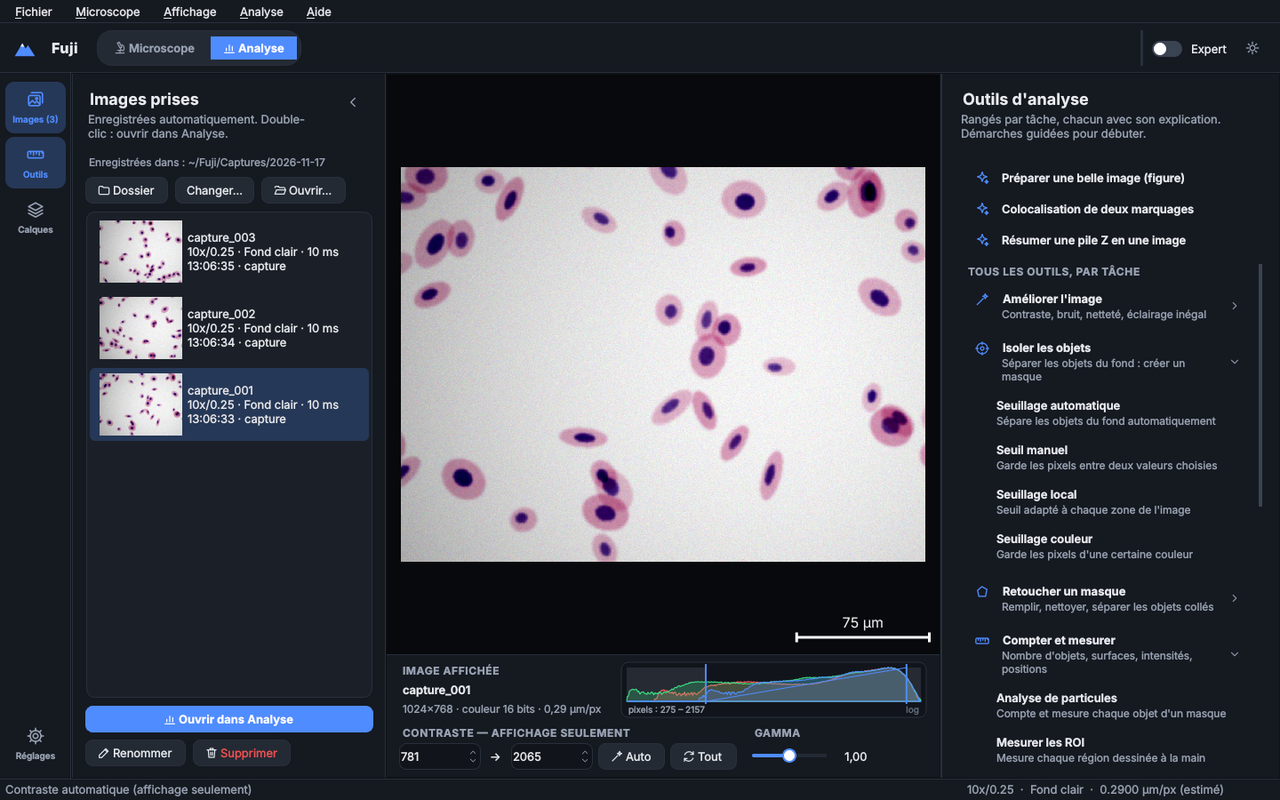 Fichier Microscope Affichage Analyse Aide
Fuji Microscope Analyse Expert
Images (3)
Outils
Calques
Réglages
Images prises
Enregistrées automatiquement. Double-
clic : ouvrir dans Analyse.
Enregistrées dans : ~/Fuji/Captures/2026-11-17
Dossier Changer... Ouvrir...
capture_003
10x/0.25 · Fond clair · 10 ms
13:06:35 · capture
capture_002
10x/0.25 · Fond clair · 10 ms
13:06:34 · capture
capture_001
10x/0.25 · Fond clair · 10 ms
13:06:33 · capture
Ouvrir dans Analyse
Renommer Supprimer
75 µm
IMAGE AFFICHÉE
capture_001
1024×768 · couleur 16 bits · 0,29 µm/px
pixels : 275 – 2157 log
CONTRASTE — AFFICHAGE SEULEMENT GAMMA
781 → 2065 Auto Tout 1,00
Outils d'analyse
Rangés par tâche, chacun avec son explication.
Démarches guidées pour débuter.
Préparer une belle image (figure)
Colocalisation de deux marquages
Résumer une pile Z en une image
TOUS LES OUTILS, PAR TÂCHE
Améliorer l'image
Contraste, bruit, netteté, éclairage inégal
Isoler les objets
Séparer les objets du fond : créer un
masque
Seuillage automatique
Sépare les objets du fond automatiquement
Seuil manuel
Garde les pixels entre deux valeurs choisies
Seuillage local
Seuil adapté à chaque zone de l'image
Seuillage couleur
Garde les pixels d'une certaine couleur
Retoucher un masque
Remplir, nettoyer, séparer les objets collés
Compter et mesurer
Nombre d'objets, surfaces, intensités,
positions
Analyse de particules
Compte et mesure chaque objet d'un masque
Mesurer les ROI
Mesure chaque région dessinée à la main
Contraste automatique (affichage seulement) 10x/0.25 · Fond clair · 0.2900 µm/px (estimé)